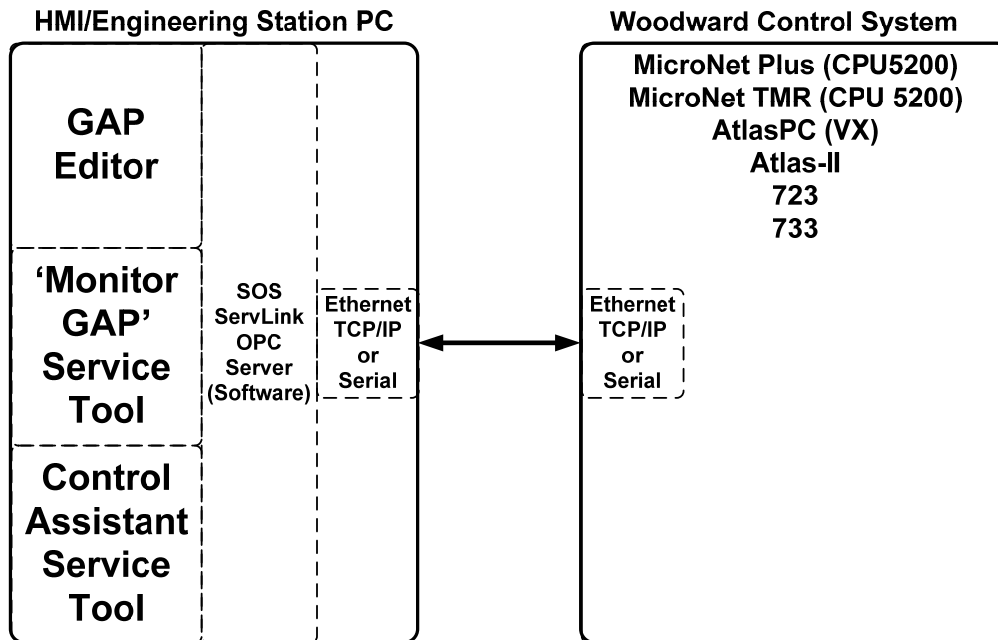 HMI/Engineering Station PC
GAP
Editor
‘Monitor
GAP’
Service
Tool
Control
Assistant
Service
Tool
SOS
ServLink
OPC
Server
(Software)
Ethernet
TCP/IP
or
Serial
Woodward Control System
MicroNet Plus (CPU5200)
MicroNet TMR (CPU 5200)
AtlasPC (VX)
Atlas-II
723
733
Ethernet
TCP/IP
or
Serial